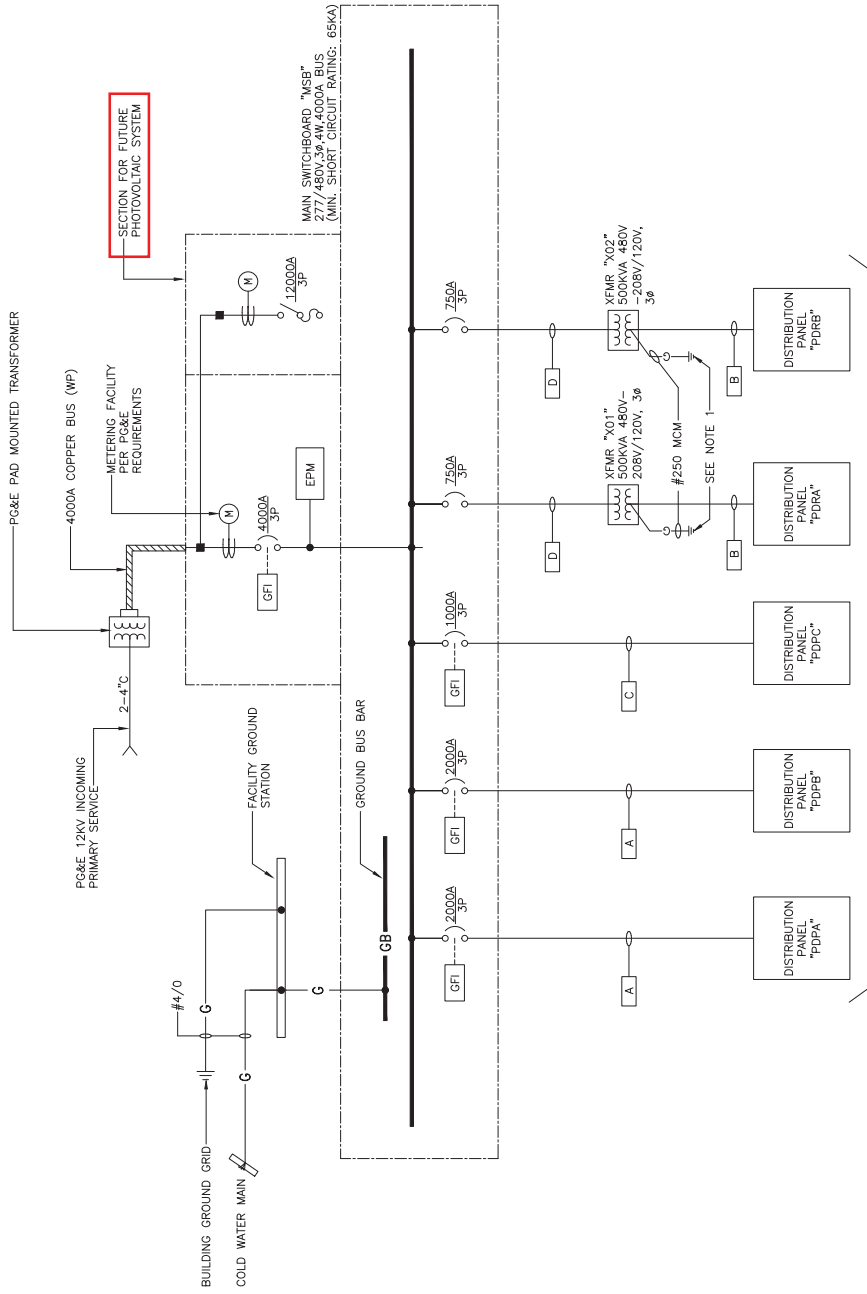 PG&E PAD MOUNTED TRANSFORMER
4000A COPPER BUS (WP)
METERING FACILITY
PER PG&E
REQUIREMENTS
SECTION FOR FUTURE
PHOTOVOLTAIC SYSTEM
PG&E 12KV INCOMING
PRIMARY SERVICE
2-4"C
M
12000A
3P
M
4000A
3P
GFI
EPM
MAIN SWITCHBOARD "MSB"
277/480V,3ø,4W,4000A BUS
(MIN. SHORT CIRCUIT RATING: 65KA)
FACILITY GROUND
STATION
GROUND BUS BAR
#4/0
G
G
G
GB
BUILDING GROUND GRID
COLD WATER MAIN
2000A
3P
GFI
2000A
3P
GFI
1000A
3P
GFI
750A
3P
750A
3P
A
A
C
D
D
XFMR "X01"
500KVA 480V-
208V/120V, 3ø
XFMR "X02"
500KVA 480V
-208V/120V,
3ø
#250 MCM
SEE NOTE 1
B
B
DISTRIBUTION
PANEL
"PDPA"
DISTRIBUTION
PANEL
"PDPB"
DISTRIBUTION
PANEL
"PDPC"
DISTRIBUTION
PANEL
"PDRA"
DISTRIBUTION
PANEL
"PDRB"